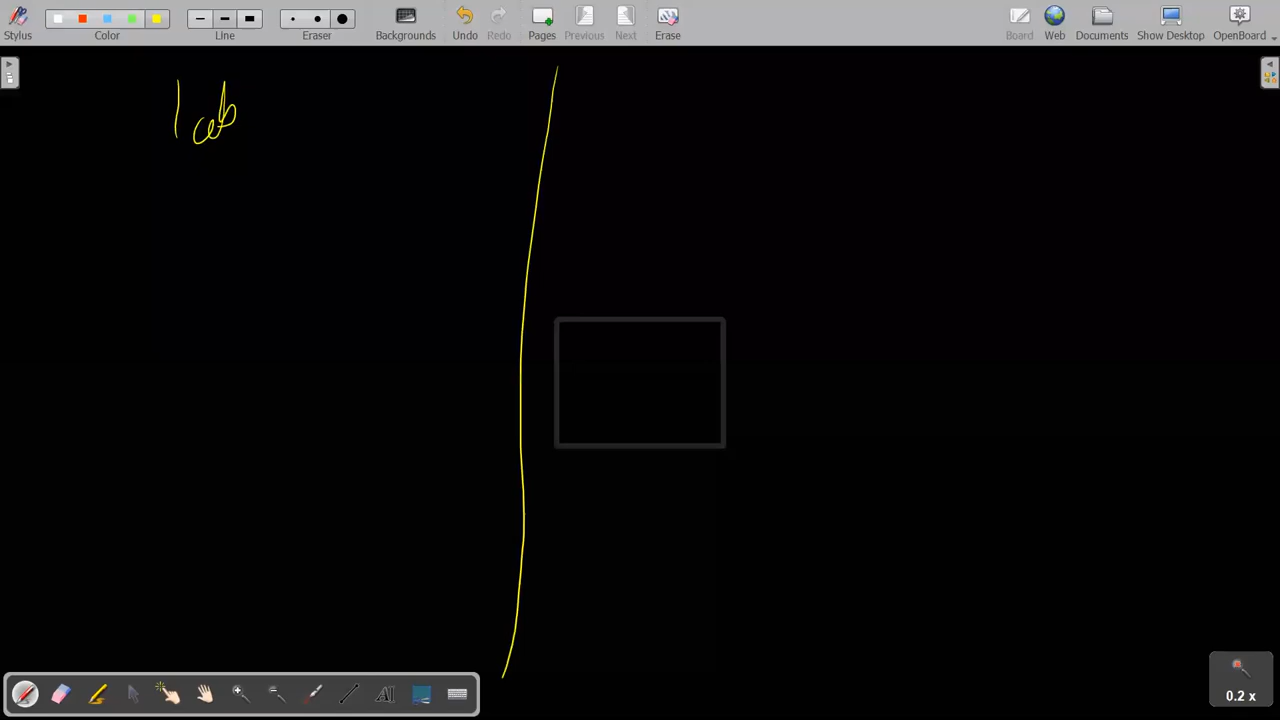 Stylus
Color
Line
Eraser
Backgrounds
Undo
Redo
Pages
Previous
Next
Erase
Board
Web
Documents
Show Desktop
OpenBoard
lab
0.2 x